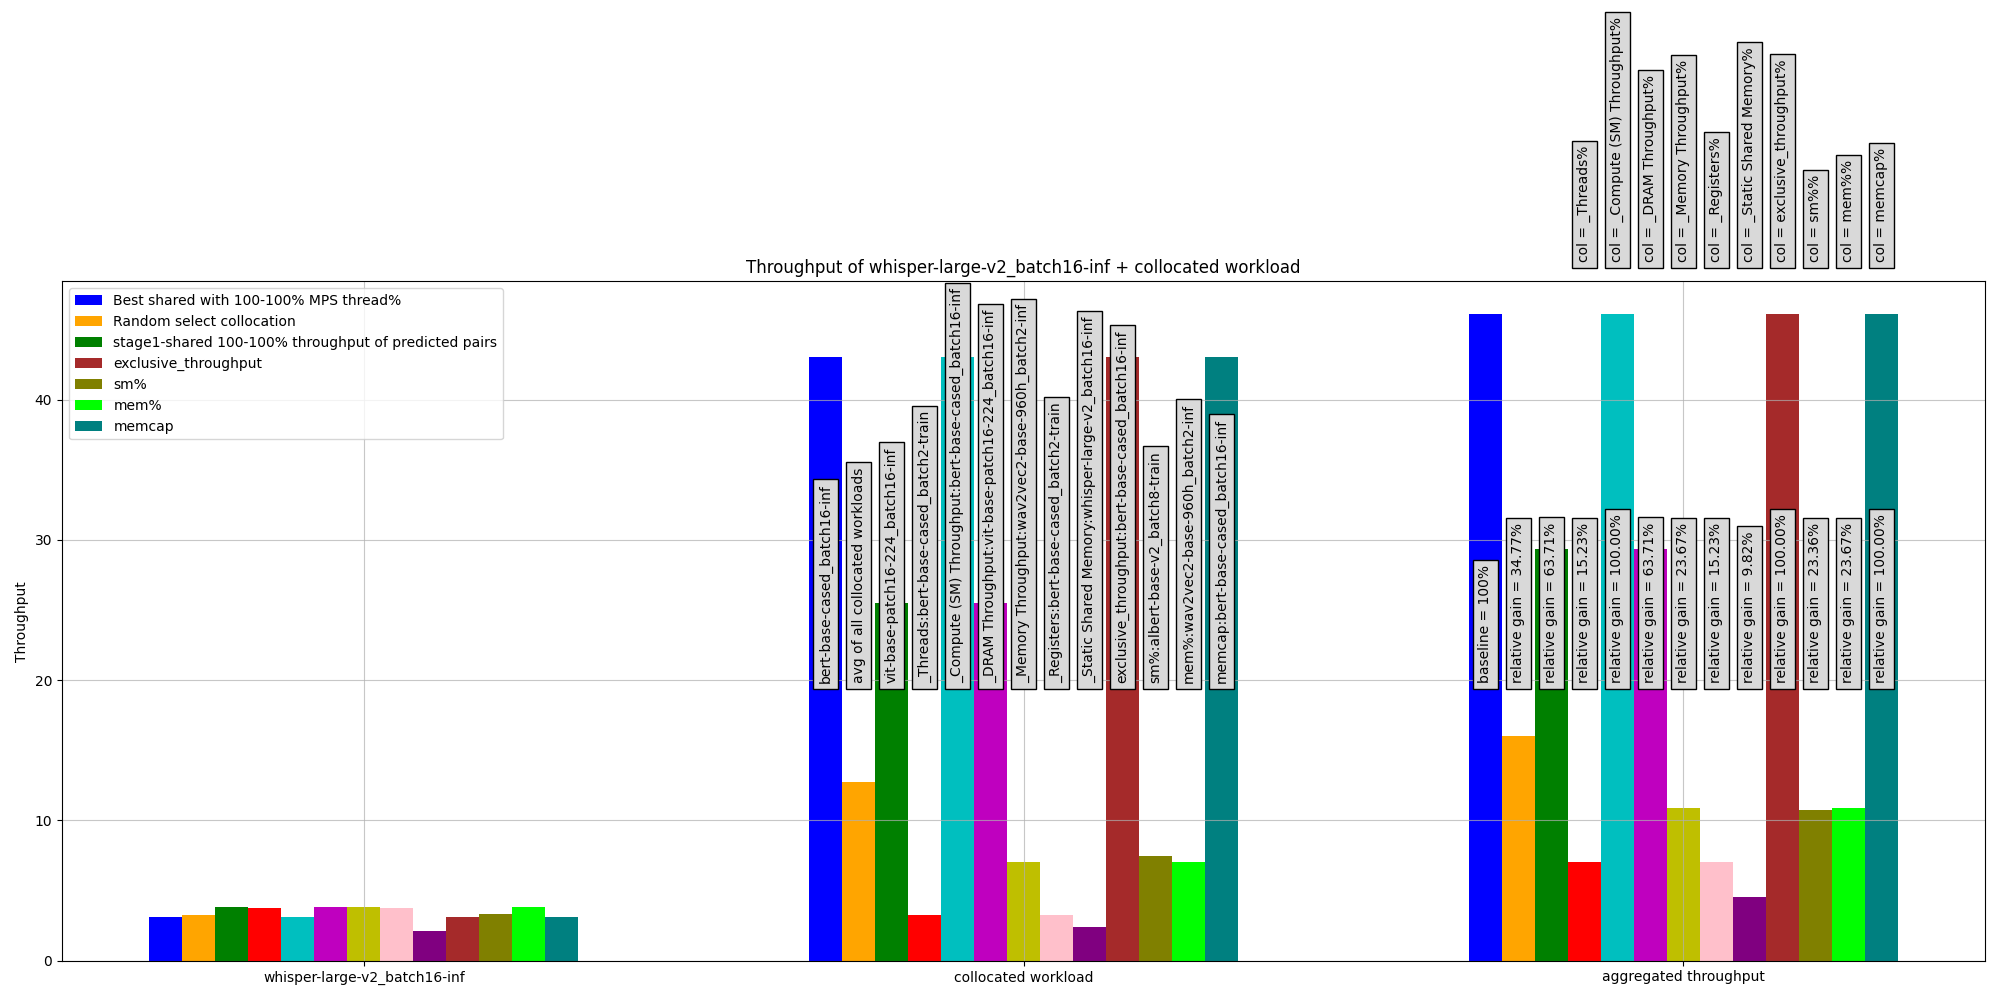 col = _Threads%
col = _Compute (SM) Throughput%
col = _DRAM Throughput%
col = _Memory Throughput%
col = _Registers%
col = _Static Shared Memory%
col = exclusive_throughput%
col = sm%%
col = mem%%
col = memcap%
Throughput of whisper-large-v2_batch16-inf + collocated workload
Best shared with 100-100% MPS thread%
Random select collocation
stage1-shared 100-100% throughput of predicted pairs
exclusive_throughput
sm%
mem%
memcap
Throughput
40
30
20
10
0
bert-base-cased_batch16-inf
avg of all collocated workloads
vit-base-patch16-224_batch16-inf
_Threads:bert-base-cased_batch2-train
_Compute (SM) Throughput:bert-base-cased_batch16-inf
_DRAM Throughput:vit-base-patch16-224_batch16-inf
_Memory Throughput:wav2vec2-base-960h_batch2-inf
_Registers:bert-base-cased_batch2-train
_Static Shared Memory:whisper-large-v2_batch16-inf
exclusive_throughput:bert-base-cased_batch16-inf
sm%:albert-base-v2_batch8-train
mem%:wav2vec2-base-960h_batch2-inf
memcap:bert-base-cased_batch16-inf
baseline = 100%
relative gain = 34.77%
relative gain = 63.71%
relative gain = 15.23%
relative gain = 100.00%
relative gain = 63.71%
relative gain = 23.67%
relative gain = 15.23%
relative gain = 9.82%
relative gain = 100.00%
relative gain = 23.36%
relative gain = 23.67%
relative gain = 100.00%
whisper-large-v2_batch16-inf
collocated workload
aggregated throughput